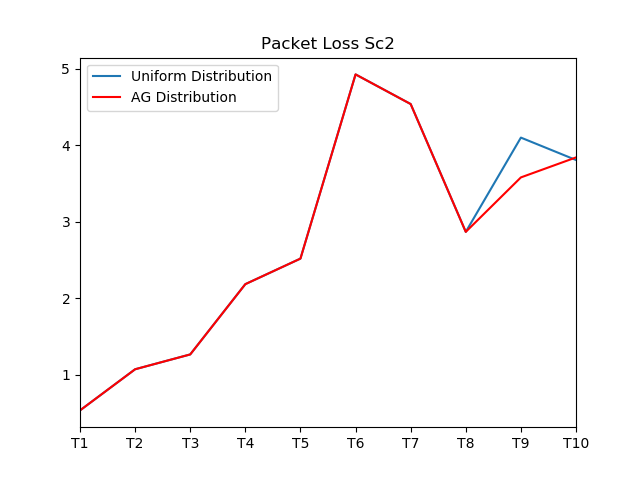 Packet Loss Sc2
Uniform Distribution
AG Distribution
5
4
3
2
1
T1 T2 T3 T4 T5 T6 T7 T8 T9 T10